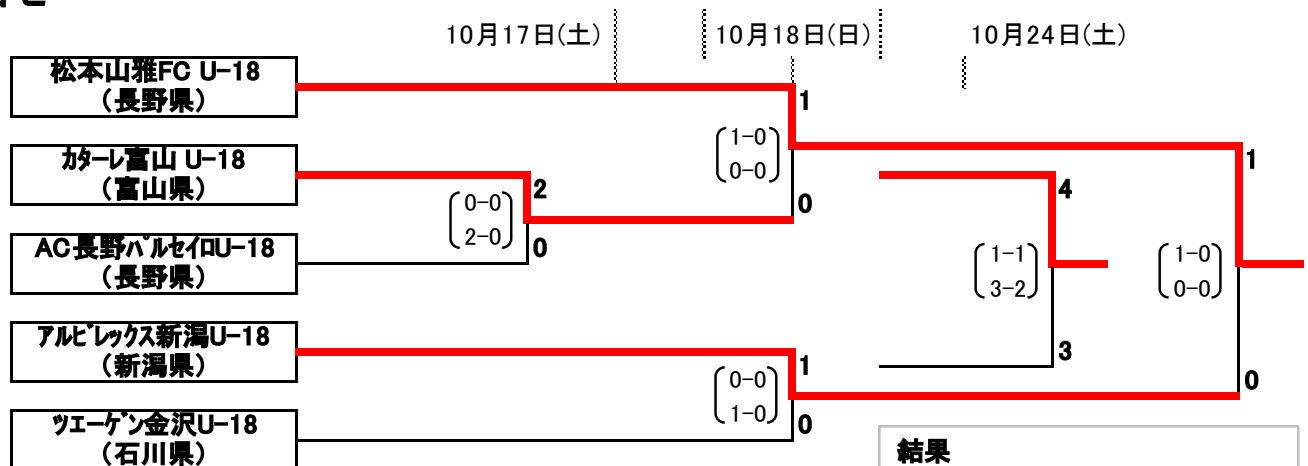 10月17日(土)
10月18日(日)
10月24日(土)
松本山雅FC U-18
(長野県)
1
1-0
0-0
0
カターレ富山 U-18
(富山県)
2
0-0
2-0
0
AC長野パルセイロU-18
(長野県)
4
1-1
3-2
3
1
1-0
0-0
0
アルビレックス新潟U-18
(新潟県)
1
0-0
1-0
0
ツエーゲン金沢U-18
(石川県)
結果